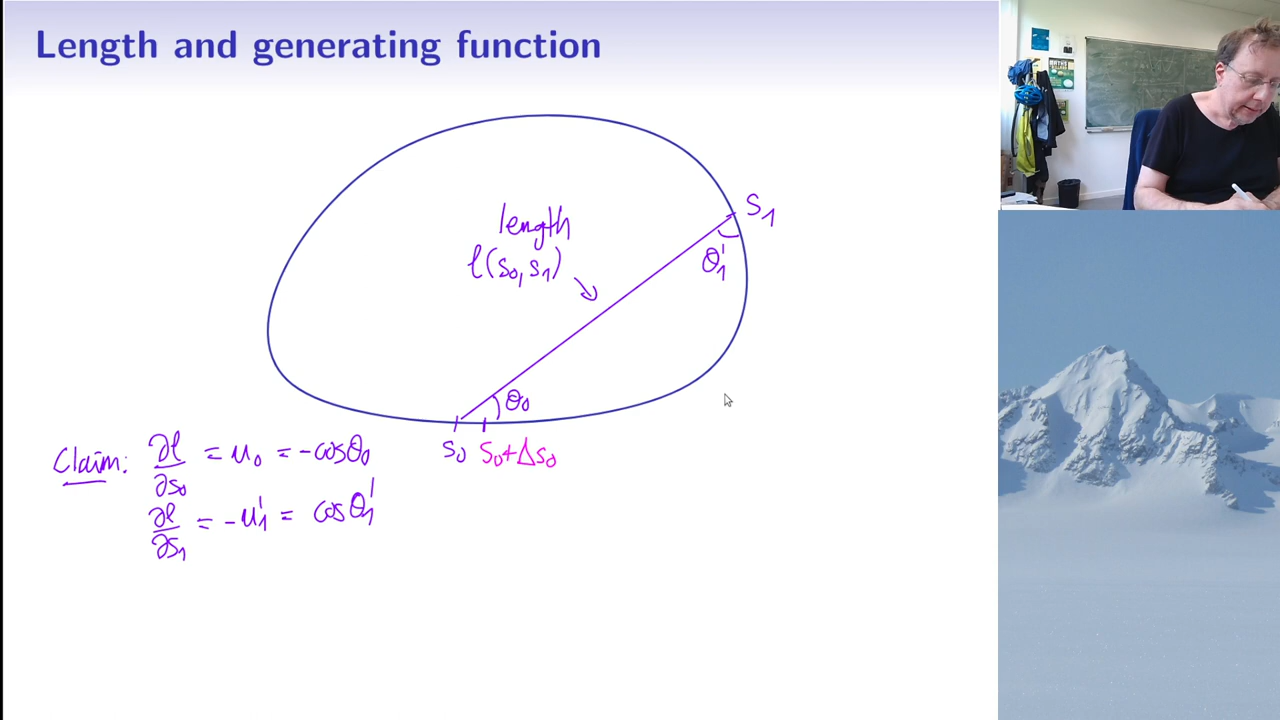 Length and generating function
s₁
length
ℓ(s₀,s₁)
θ₁'
θ₀
s₀ s₀+Δs₀
Claim: ∂ℓ/∂s₀ = u₀ = -cosθ₀
∂ℓ/∂s₁ = -u₁' = cosθ₁'